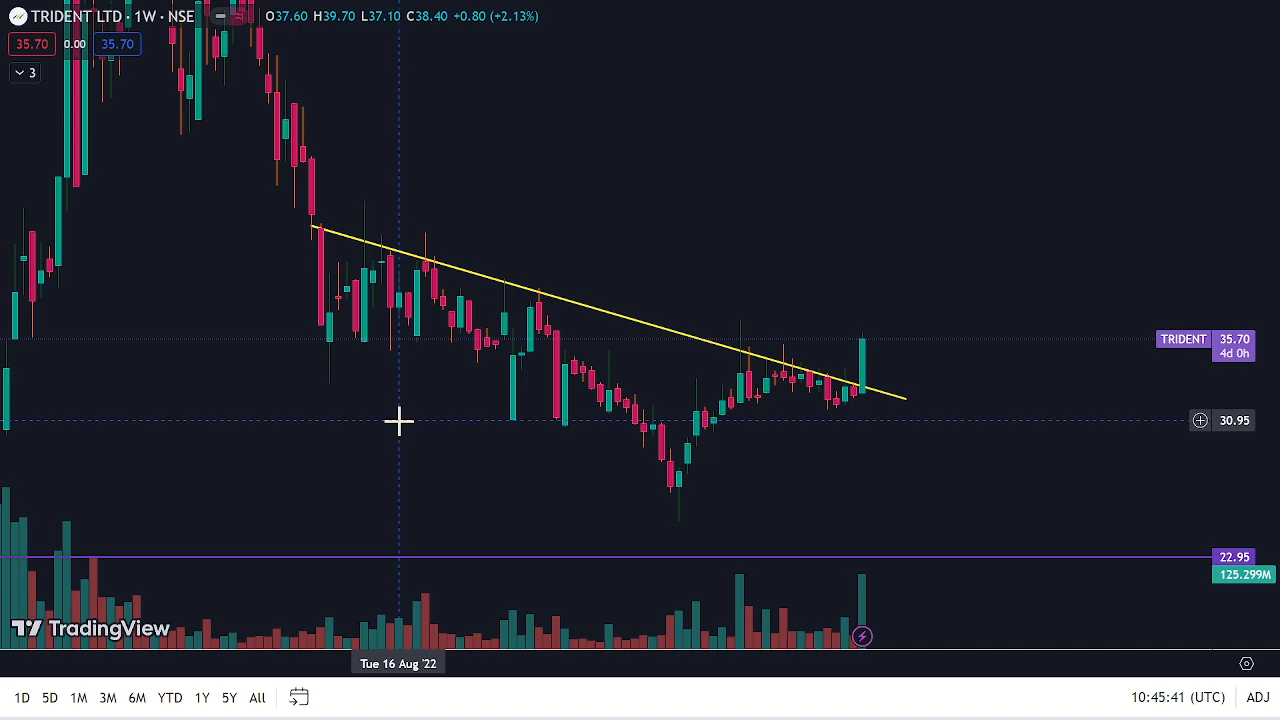 TRIDENT LTD · 1W · NSE O37.60 H39.70 L37.10 C38.40 +0.80 (+2.13%)
35.70 0.00 35.70
3
TRIDENT 35.70
4d 0h
30.95
22.95
125.299M
TradingView
Tue 16 Aug '22
1D 5D 1M 3M 6M YTD 1Y 5Y All 10:45:41 (UTC) ADJ